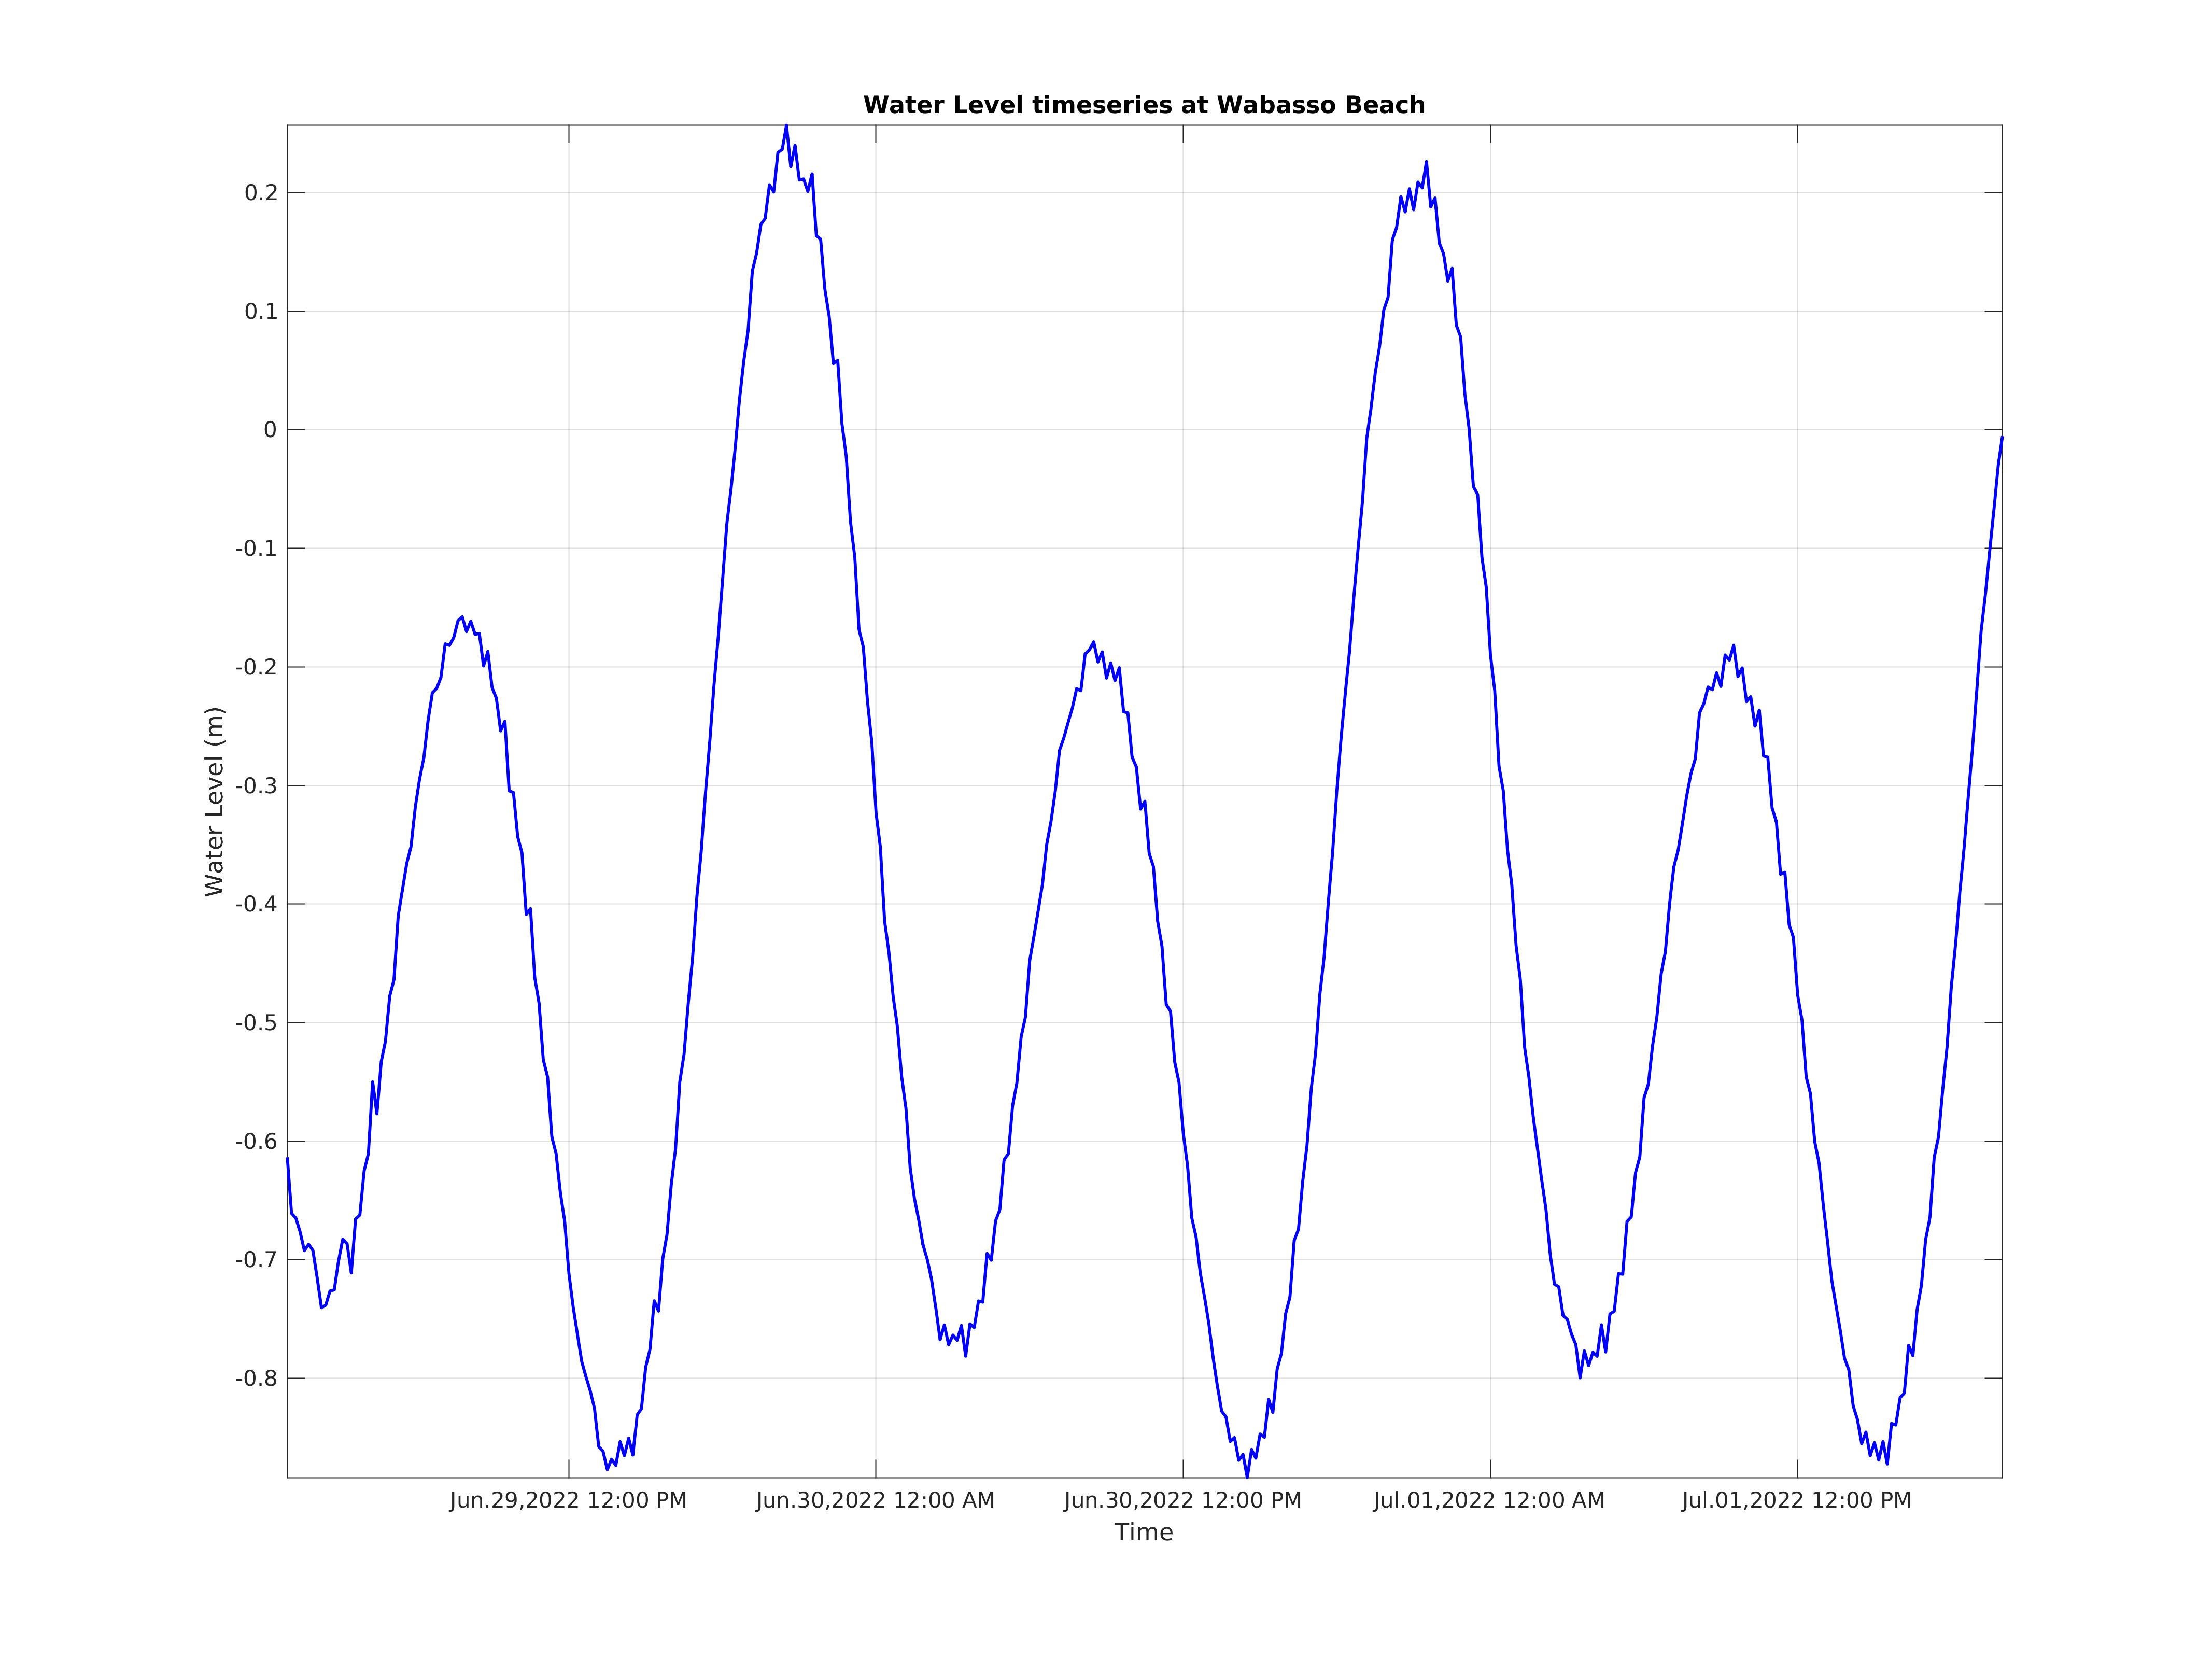 Water Level timeseries at Wabasso Beach
0.2
0.1
0
-0.1
-0.2
-0.3
-0.4
-0.5
-0.6
-0.7
-0.8
Water Level (m)
Jun.29,2022 12:00 PM
Jun.30,2022 12:00 AM
Jun.30,2022 12:00 PM
Jul.01,2022 12:00 AM
Jul.01,2022 12:00 PM
Time